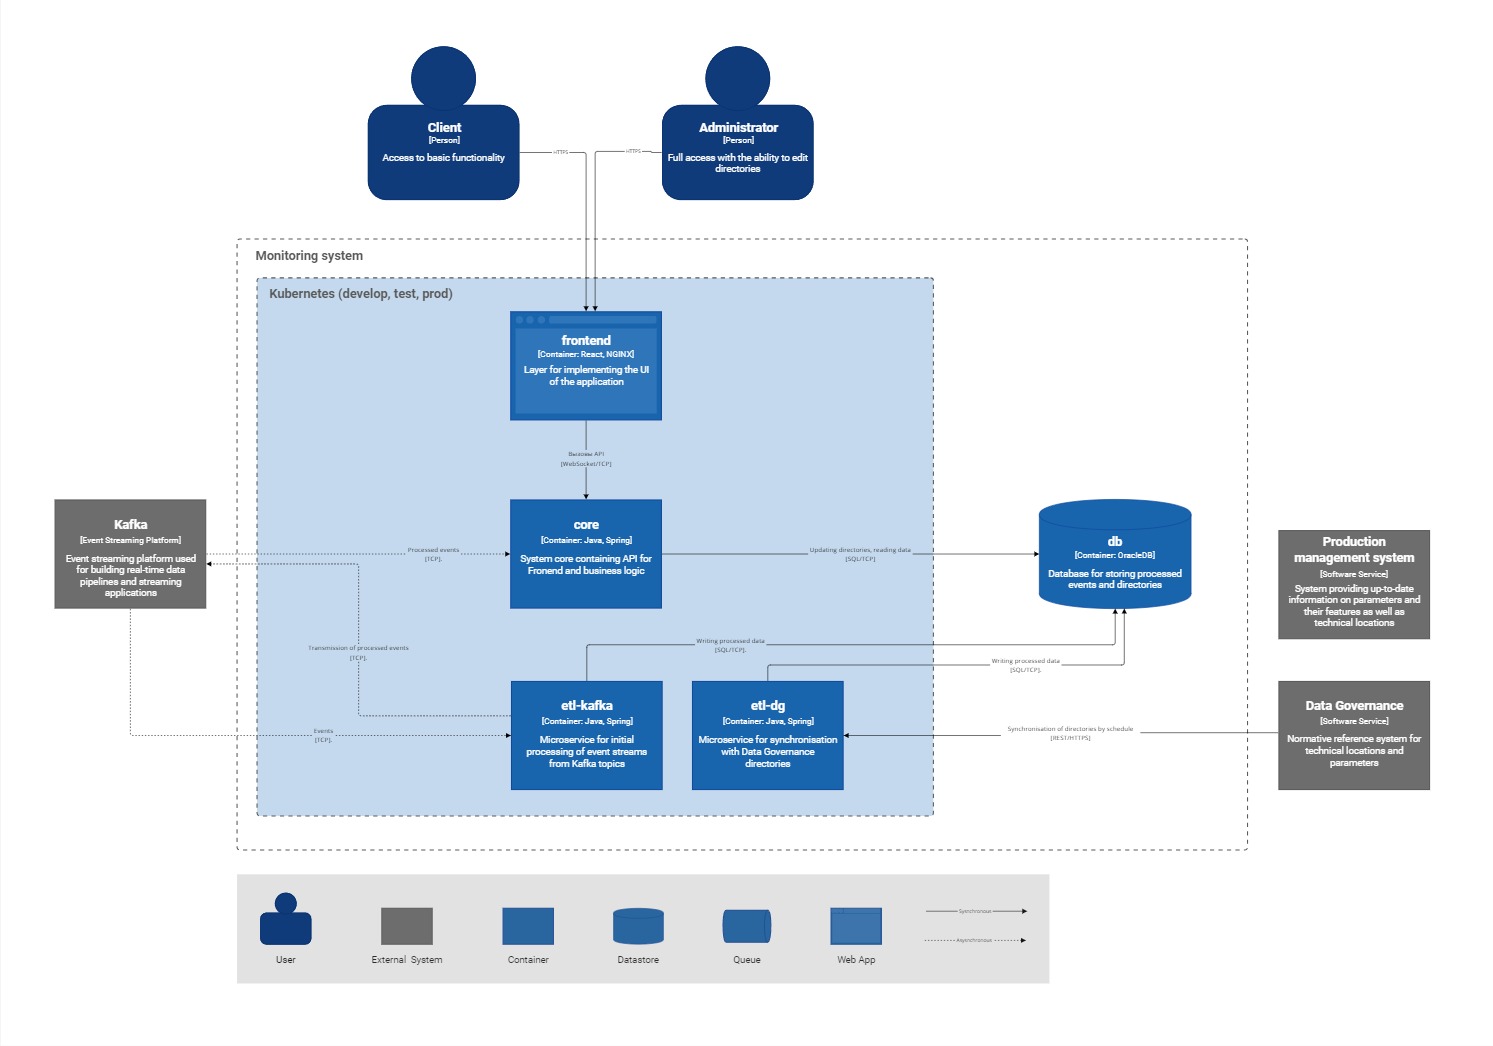 Client
[Person]
Access to basic functionality
Administrator
[Person]
Full access with the ability to edit
directories
HTTPS
HTTPS
Monitoring system
Kubernetes (develop, test, prod)
frontend
[Container: React, NGINX]
Layer for implementing the UI
of the application
Вызовы API
[WebSocket/TCP]
Kafka
[Event Streaming Platform]
Event streaming platform used
for building real-time data
pipelines and streaming
applications
Processed events
[TCP].
core
[Container: Java, Spring]
System core containing API for
Fronend and business logic
Updating directories, reading data
[SQL/TCP]
db
[Container: OracleDB]
Database for storing processed
events and directories
Production
management system
[Software Service]
System providing up-to-date
information on parameters and
their features as well as
technical locations
Transmission of processed events
[TCP].
Writing processed data
[SQL/TCP].
Writing processed data
[SQL/TCP].
Events
[TCP].
etl-kafka
[Container: Java, Spring]
Microservice for initial
processing of event streams
from Kafka topics
etl-dg
[Container: Java, Spring]
Microservice for synchronisation
with Data Governance
directories
Synchronisation of directories by schedule
[REST/HTTPS]
Data Governance
[Software Service]
Normative reference system for
technical locations and
parameters
User
External System
Container
Datastore
Queue
Web App
Synchronous
Asynchronous